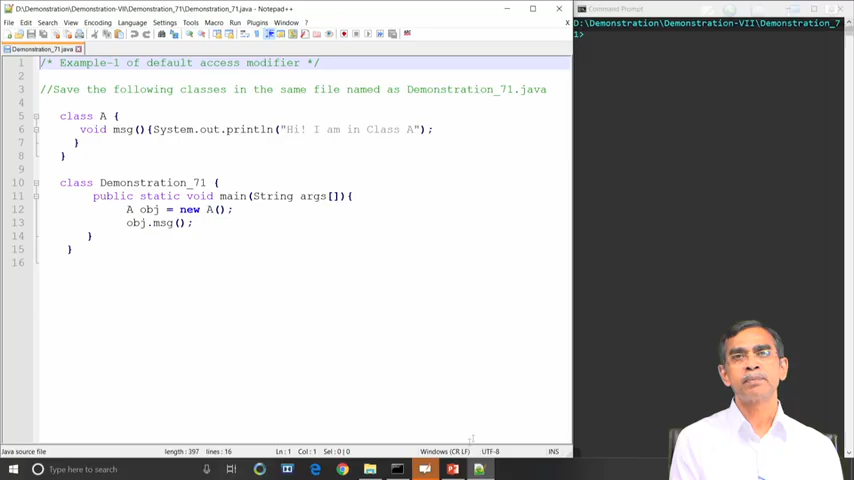 D:\Demonstration\Demonstration-VII\Demonstration_71\Demonstration_71.java - Notepad++
File Edit Search View Encoding Language Settings Tools Macro Run Plugins Window ?
X
Demonstration_71.java
1 /* Example-1 of default access modifier */
2
3 //Save the following classes in the same file named as Demonstration_71.java
4
5 class A {
6 void msg(){System.out.println("Hi! I am in Class A");
7 }
8 }
9
10 class Demonstration_71 {
11 public static void main(String args[]){
12 A obj = new A();
13 obj.msg();
14 }
15 }
16
Java source file length : 397 lines : 16 Ln : 1 Col : 1 Sel : 0 | 0 Windows (CR LF) UTF-8 INS
Type here to search
Command Prompt
D:\Demonstration\Demonstration-VII\Demonstration_7
1>